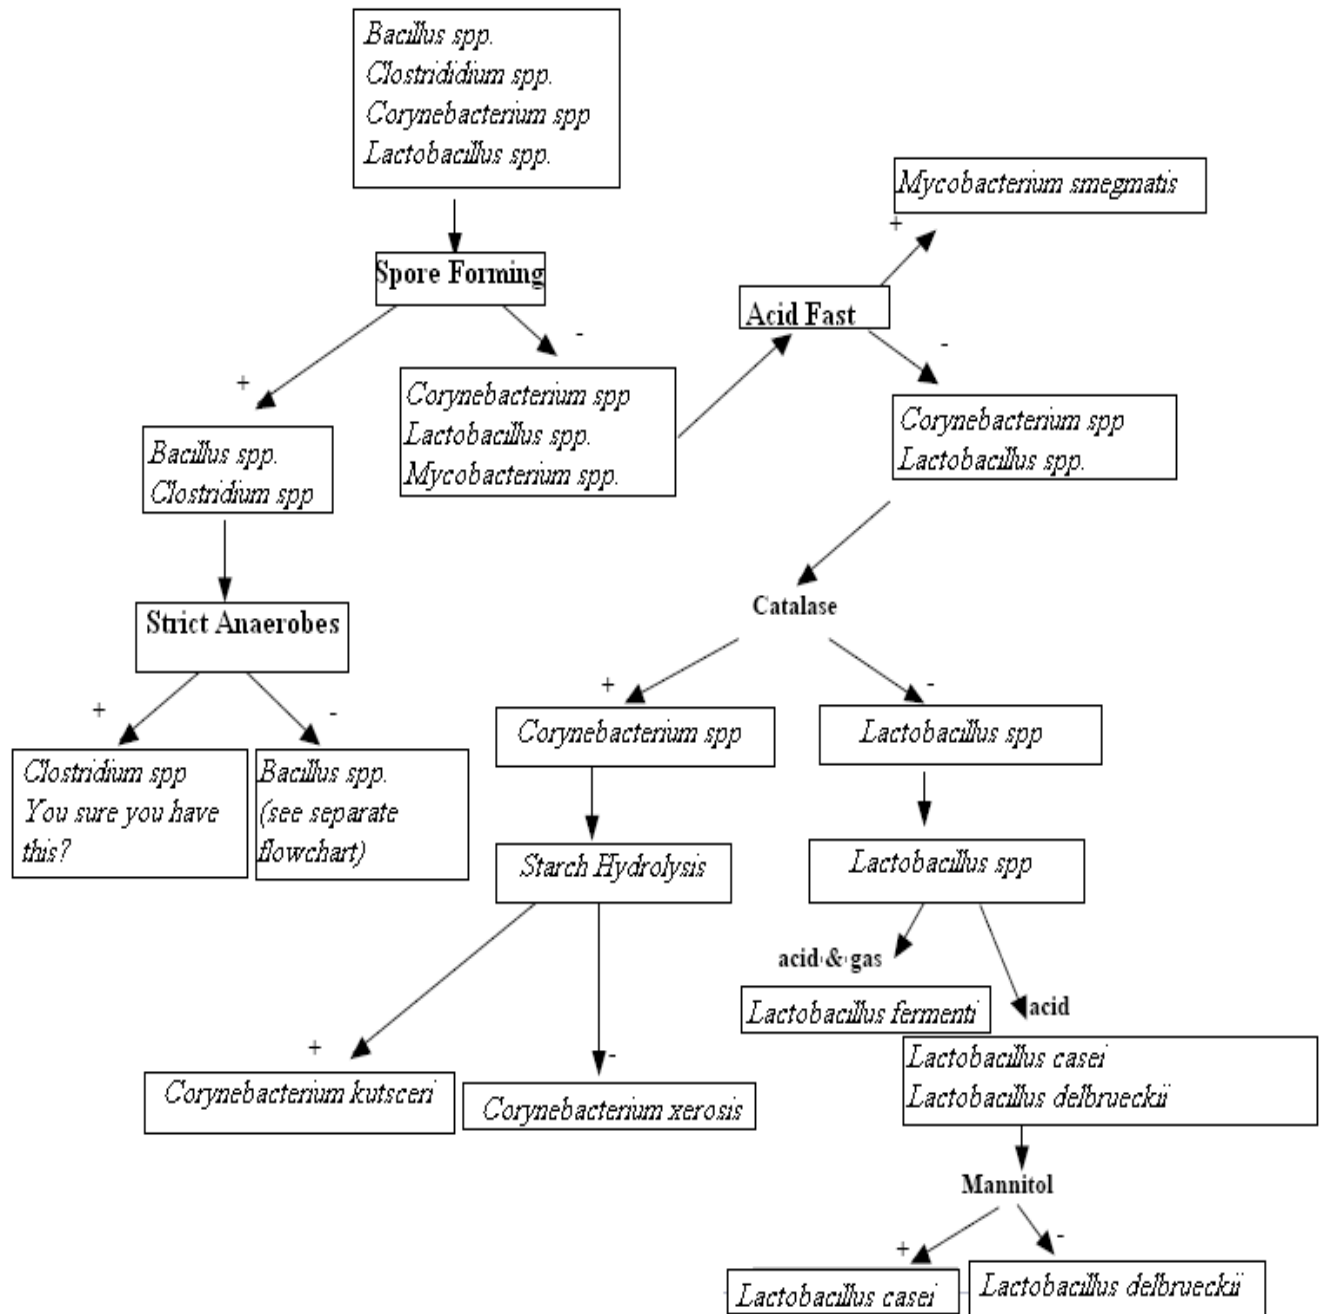 Bacillus spp.
Clostrididium spp.
Corynebacterium spp
Lactobacillus spp.
Mycobacterium smegmatis
+
Spore Forming
Acid Fast
-
-
+
Corynebacterium spp
Lactobacillus spp.
Mycobacterium spp.
Corynebacterium spp
Lactobacillus spp.
Bacillus spp.
Clostridium spp
Catalase
Strict Anaerobes
+
-
+
-
Corynebacterium spp
Lactobacillus spp
Clostridium spp
You sure you have
this?
Bacillus spp.
(see separate
flowchart)
Starch Hydrolysis
Lactobacillus spp
acid & gas
Lactobacillus fermenti
acid
+
-
Lactobacillus casei
Lactobacillus delbrueckii
Corynebacterium kutsceri
Corynebacterium xerosis
Mannitol
+
-
Lactobacillus casei
Lactobacillus delbrueckii